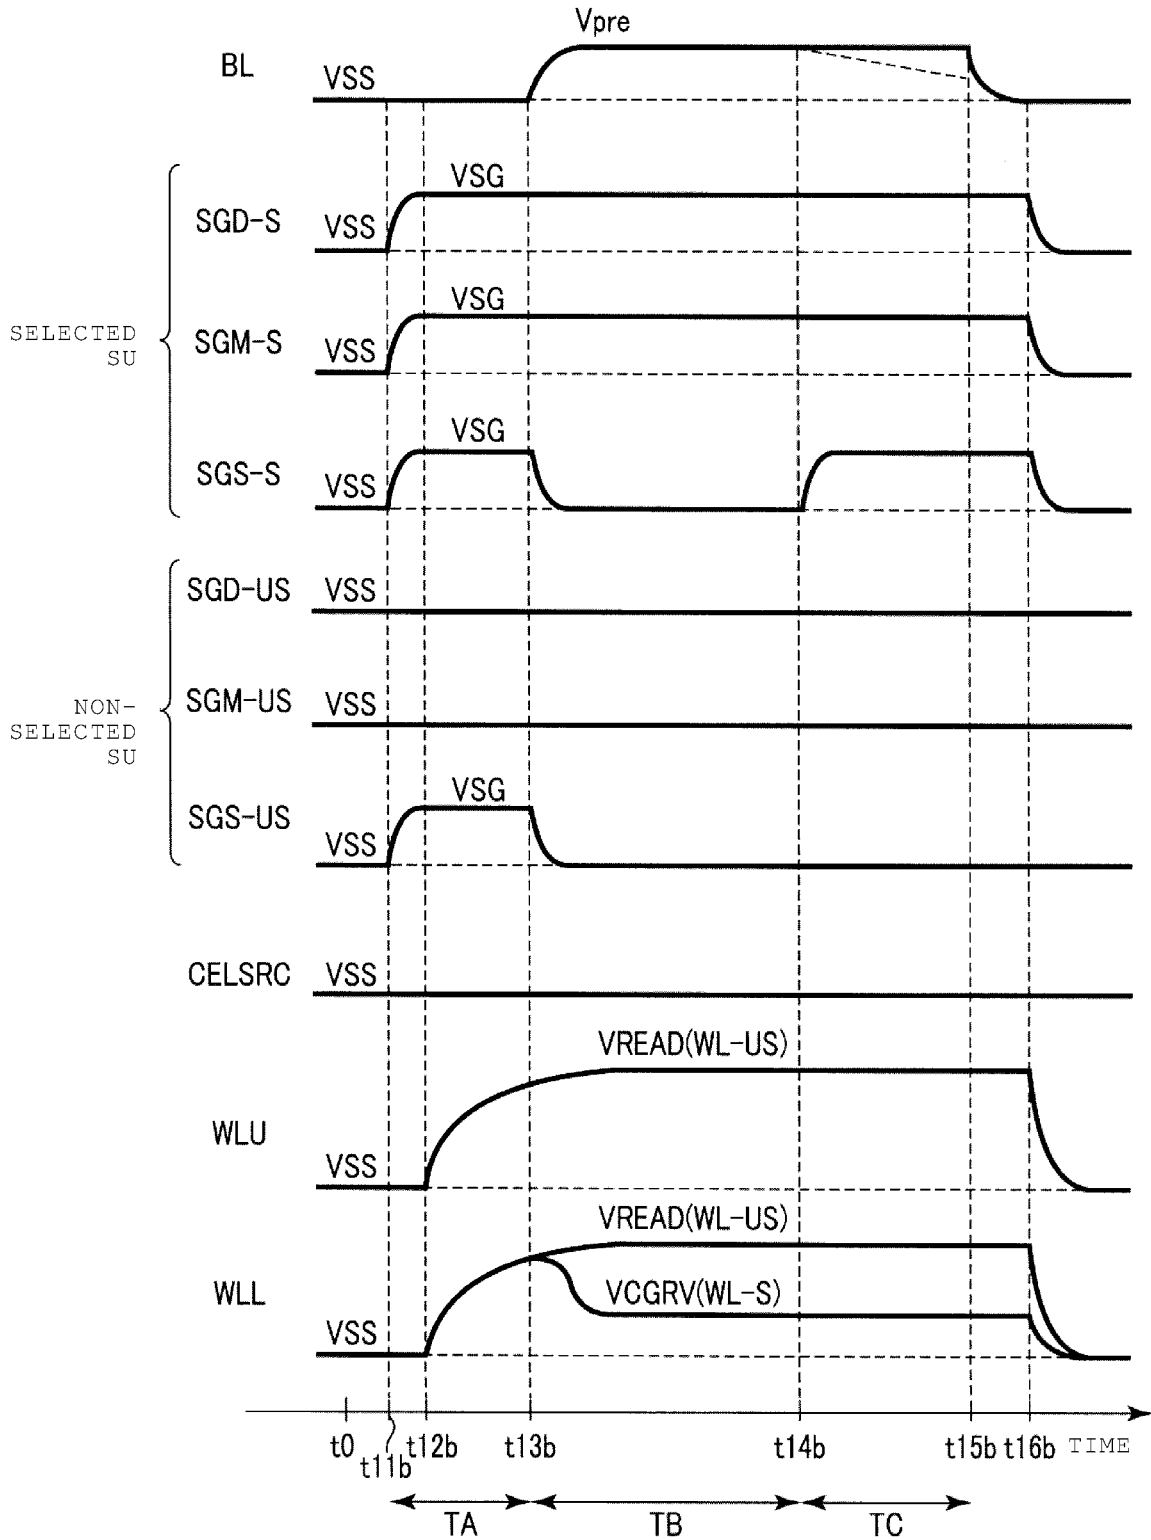 Vpre
BL
VSS
VSG
SGD-S
VSS
VSG
SELECTED
SU
SGM-S
VSS
VSG
SGS-S
VSS
SGD-US
VSS
NON-
SELECTED
SU
SGM-US
VSS
VSG
SGS-US
VSS
CELSRC
VSS
VREAD(WL-US)
WLU
VSS
VREAD(WL-US)
WLL
VCGRV(WL-S)
VSS
t0
t11b
t12b
t13b
t14b
t15b
t16b
TIME
TA
TB
TC